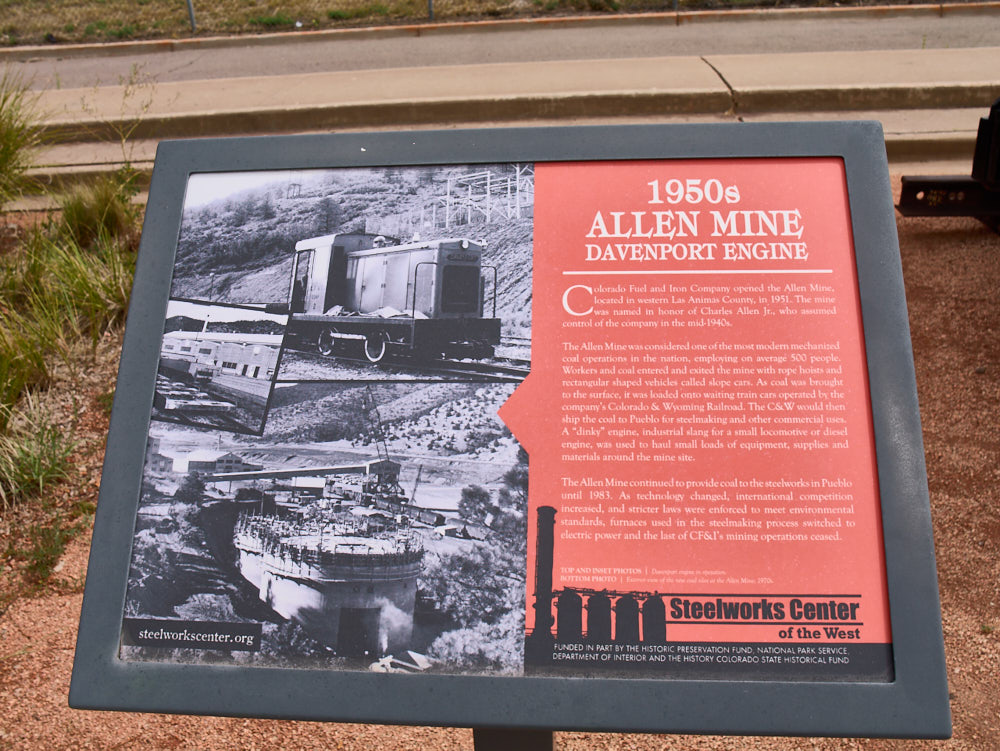 1950s
ALLEN MINE
DAVENPORT ENGINE
Colorado Fuel and Iron Company opened the Allen Mine,
located in western Las Animas County, in 1951. The mine
was named in honor of Charles Allen Jr., who assumed
control of the company in the mid-1940s.
The Allen Mine was considered one of the most modern mechanized
coal operations in the nation, employing on average 500 people.
Workers and coal entered and exited the mine with rope hoists and
rectangular shaped vehicles called slope cars. As coal was brought
to the surface, it was loaded onto waiting train cars operated by the
company's Colorado & Wyoming Railroad. The C&W would then
ship the coal to Pueblo for steelmaking and other commercial uses.
A "dinky" engine, industrial slang for a small locomotive or diesel
engine, was used to haul small loads of equipment, supplies and
materials around the mine site.
The Allen Mine continued to provide coal to the steelworks in Pueblo
until 1983. As technology changed, international competition
increased, and stricter laws were enforced to meet environmental
standards, furnaces used in the steelmaking process switched to
electric power and the last of CF&I's mining operations ceased.
TOP AND INSET PHOTOS | Davenport engine in operation.
BOTTOM PHOTO | Exterior view of the new coal silos at the Allen Mine, 1970s.
steelworkscenter.org
Steelworks Center
of the West
FUNDED IN PART BY THE HISTORIC PRESERVATION FUND, NATIONAL PARK SERVICE,
DEPARTMENT OF INTERIOR AND THE HISTORY COLORADO STATE HISTORICAL FUND